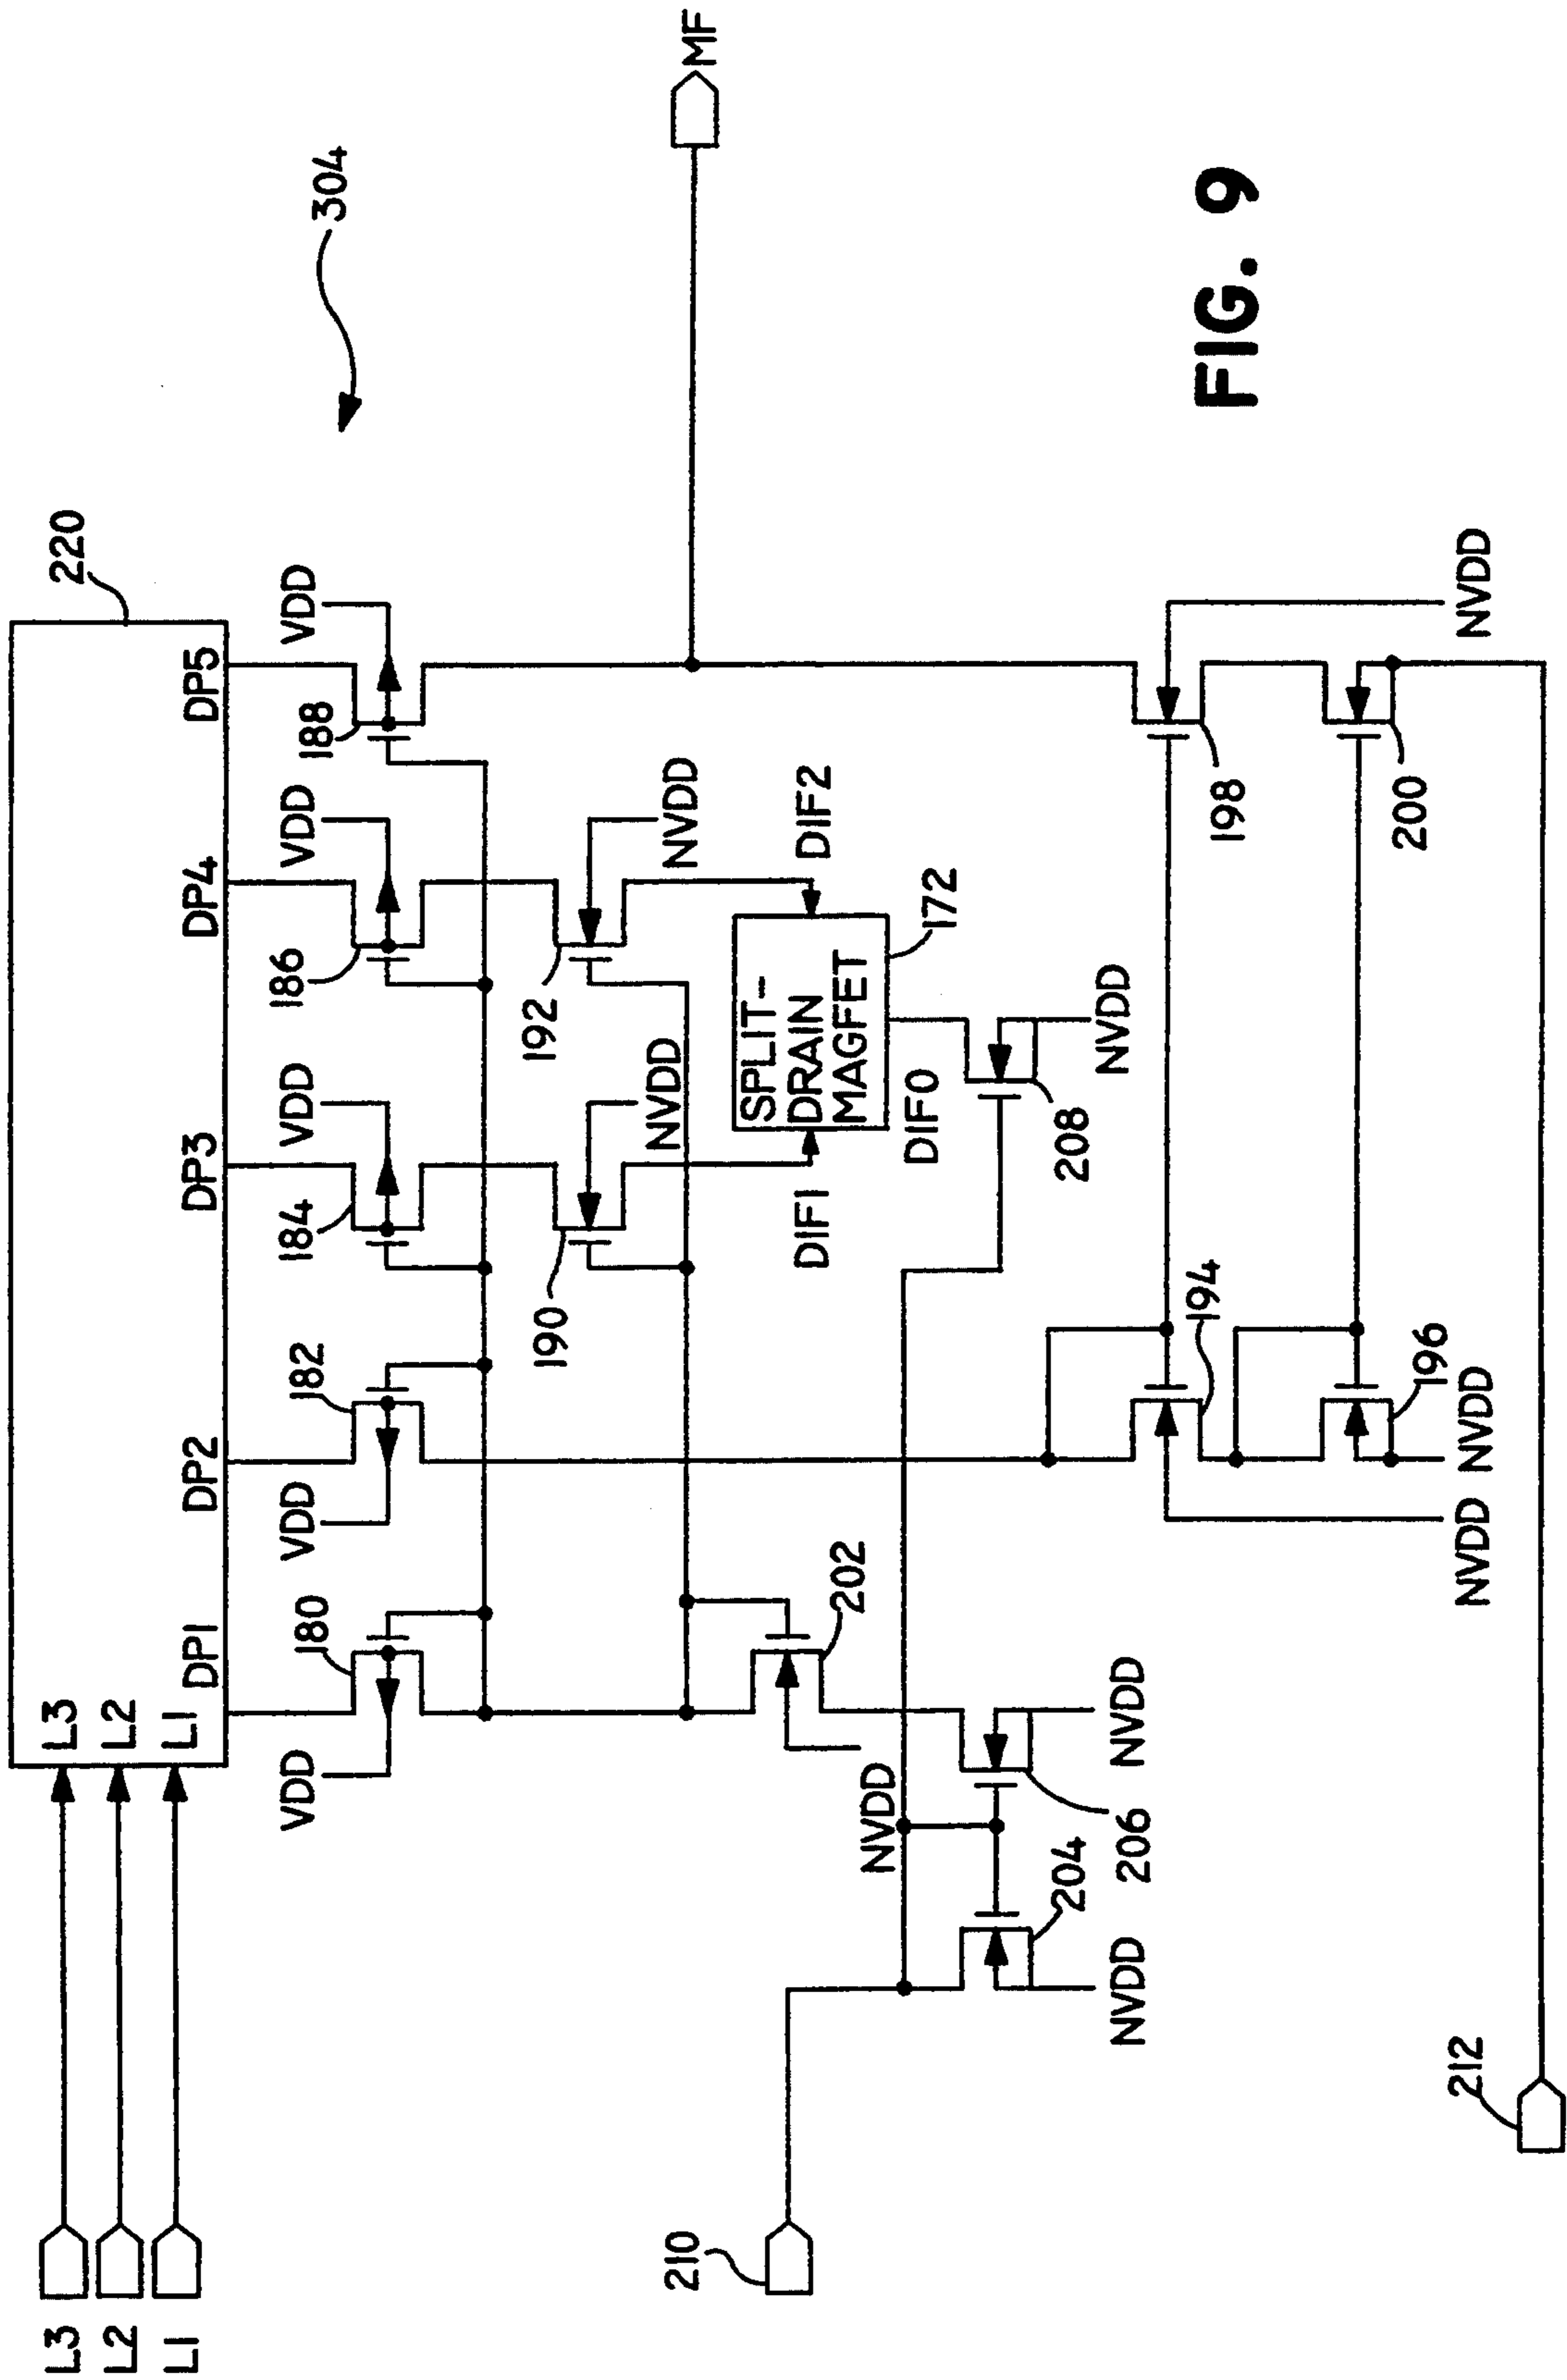 L3
L2
L1
L3
L2
L1
220
DP1
DP2
DP3
DP4
DP5
304
VDD
180
182
VDD
184
VDD
186
VDD
188
VDD
MF
190
NVDD
192
NVDD
202
DIF1
SPLIT-
DRAIN
MAGFET
DIF2
172
DIF0
208
NVDD
210
NVDD
204
NVDD
206
NVDD
194
196
NVDD
NVDD
198
200
NVDD
212
FIG. 9